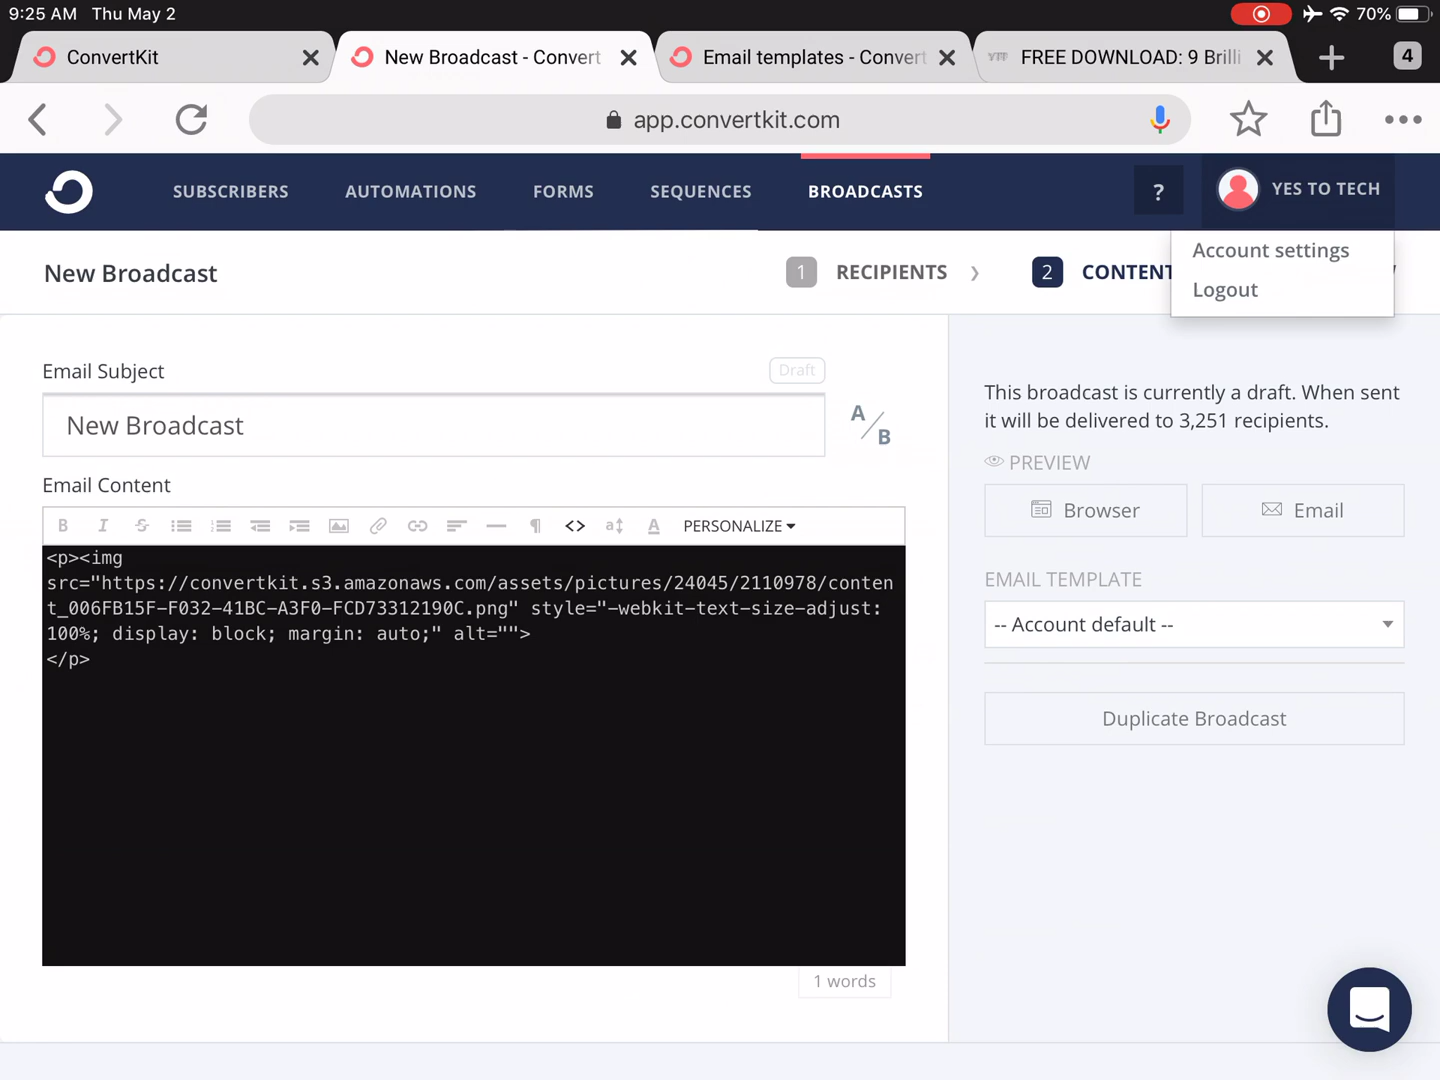 9:25 AM Thu May 2
70%
ConvertKit
New Broadcast - Convert
Email templates - Convert
YTT
FREE DOWNLOAD: 9 Brilli
4
app.convertkit.com
SUBSCRIBERS
AUTOMATIONS
FORMS
SEQUENCES
BROADCASTS
?
YES TO TECH
Account settings
Logout
New Broadcast
1 RECIPIENTS
2 CONTENT
Email Subject
Draft
New Broadcast
A/B
Email Content
B I S ¶ <> a A PERSONALIZE
<p><img
src="https://convertkit.s3.amazonaws.com/assets/pictures/24045/2110978/conten
t_006FB15F-F032-41BC-A3F0-FCD73312190C.png" style="-webkit-text-size-adjust:
100%; display: block; margin: auto;" alt="">
</p>
1 words
This broadcast is currently a draft. When sent
it will be delivered to 3,251 recipients.
PREVIEW
Browser
Email
EMAIL TEMPLATE
-- Account default --
Duplicate Broadcast